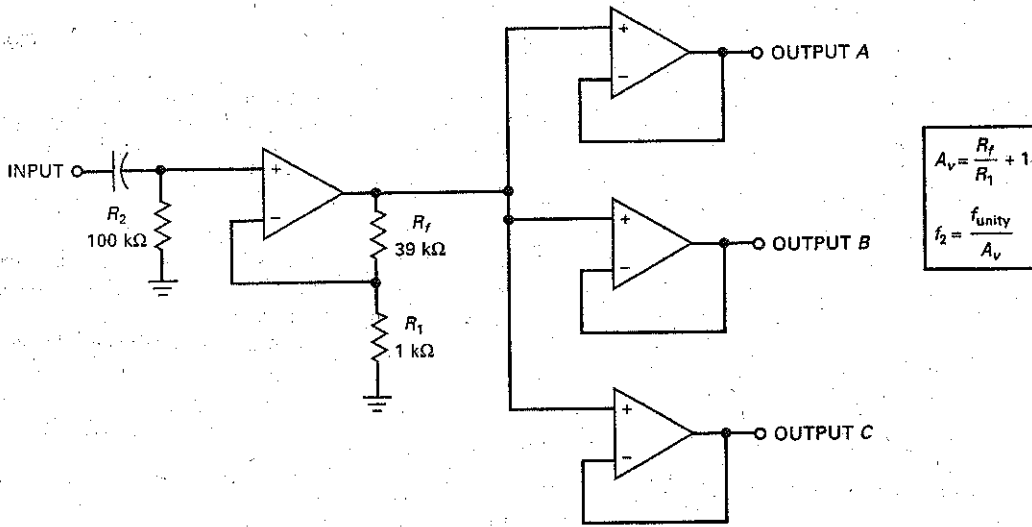 OUTPUT A
INPUT
+
−
R2
100 kΩ
Rf
39 kΩ
R1
1 kΩ
+
−
+
−
OUTPUT B
+
−
OUTPUT C
Av = Rf/R1 + 1
f2 = funity/Av